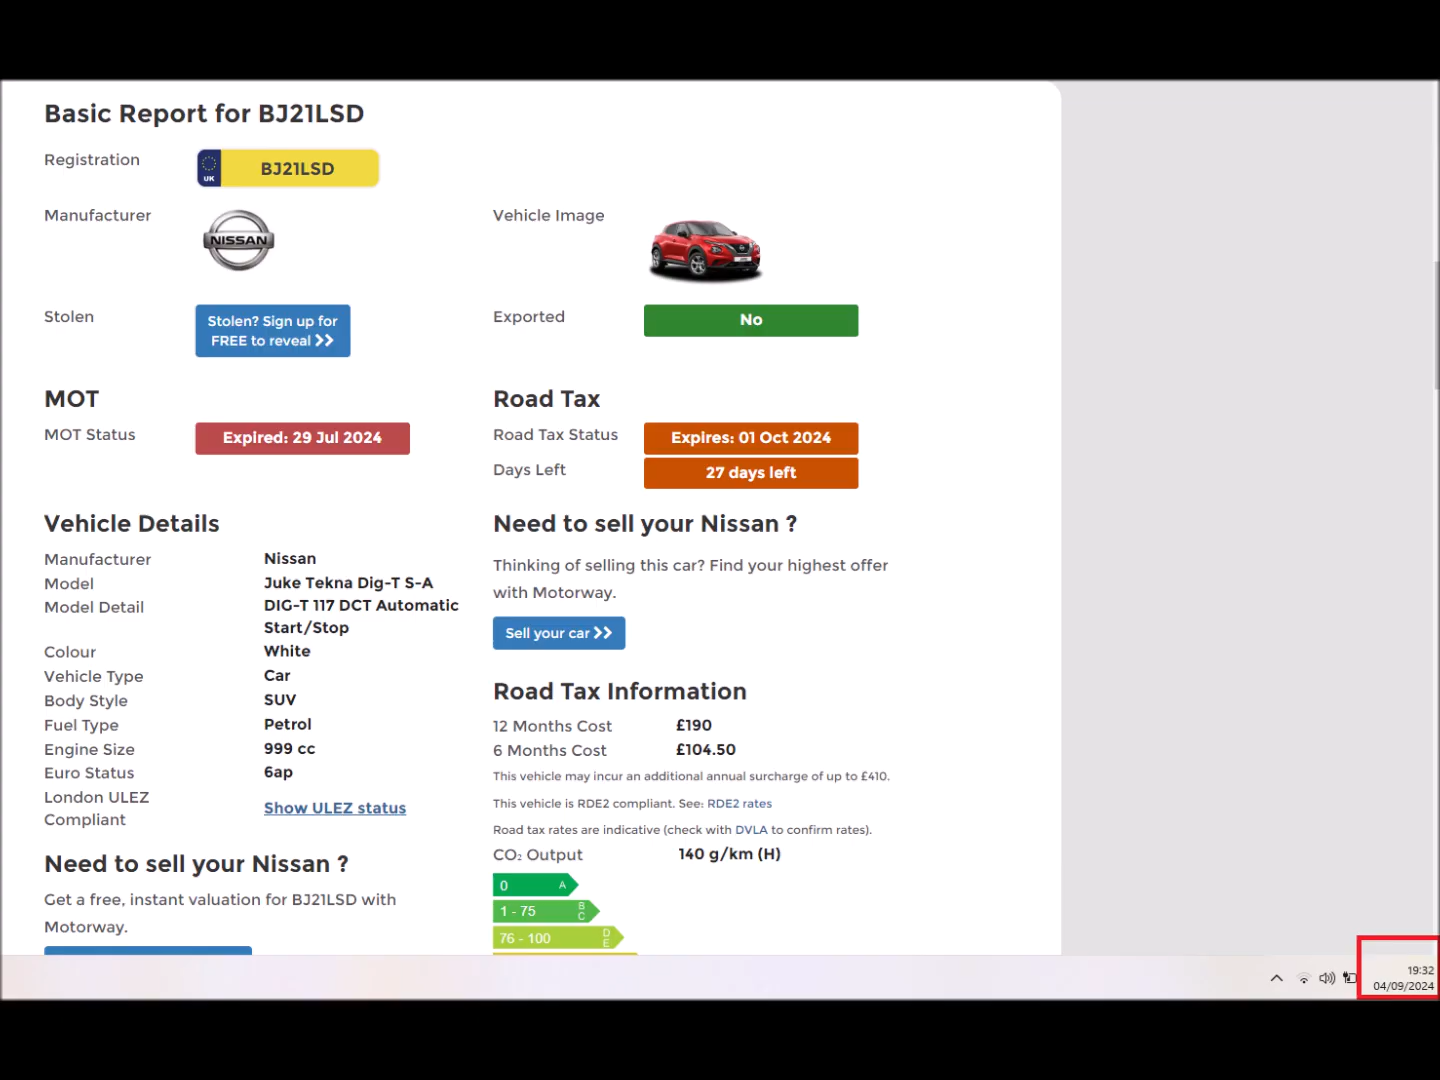 Basic Report for BJ21LSD
Registration
UK
BJ21LSD
Manufacturer
NISSAN
Vehicle Image
Stolen
Stolen? Sign up for
FREE to reveal
Exported
No
MOT
MOT Status
Expired: 29 Jul 2024
Road Tax
Road Tax Status
Expires: 01 Oct 2024
Days Left
27 days left
Vehicle Details
Manufacturer
Nissan
Model
Juke Tekna Dig-T S-A
Model Detail
DIG-T 117 DCT Automatic
Start/Stop
Colour
White
Vehicle Type
Car
Body Style
SUV
Fuel Type
Petrol
Engine Size
999 cc
Euro Status
6ap
London ULEZ
Compliant
Show ULEZ status
Need to sell your Nissan ?
Get a free, instant valuation for BJ21LSD with
Motorway.
Need to sell your Nissan ?
Thinking of selling this car? Find your highest offer
with Motorway.
Sell your car
Road Tax Information
12 Months Cost
£190
6 Months Cost
£104.50
This vehicle may incur an additional annual surcharge of up to £410.
This vehicle is RDE2 compliant. See: RDE2 rates
Road tax rates are indicative (check with DVLA to confirm rates).
CO₂ Output
140 g/km (H)
0 A
1 - 75 B C
76 - 100 D E
19:32
04/09/2024